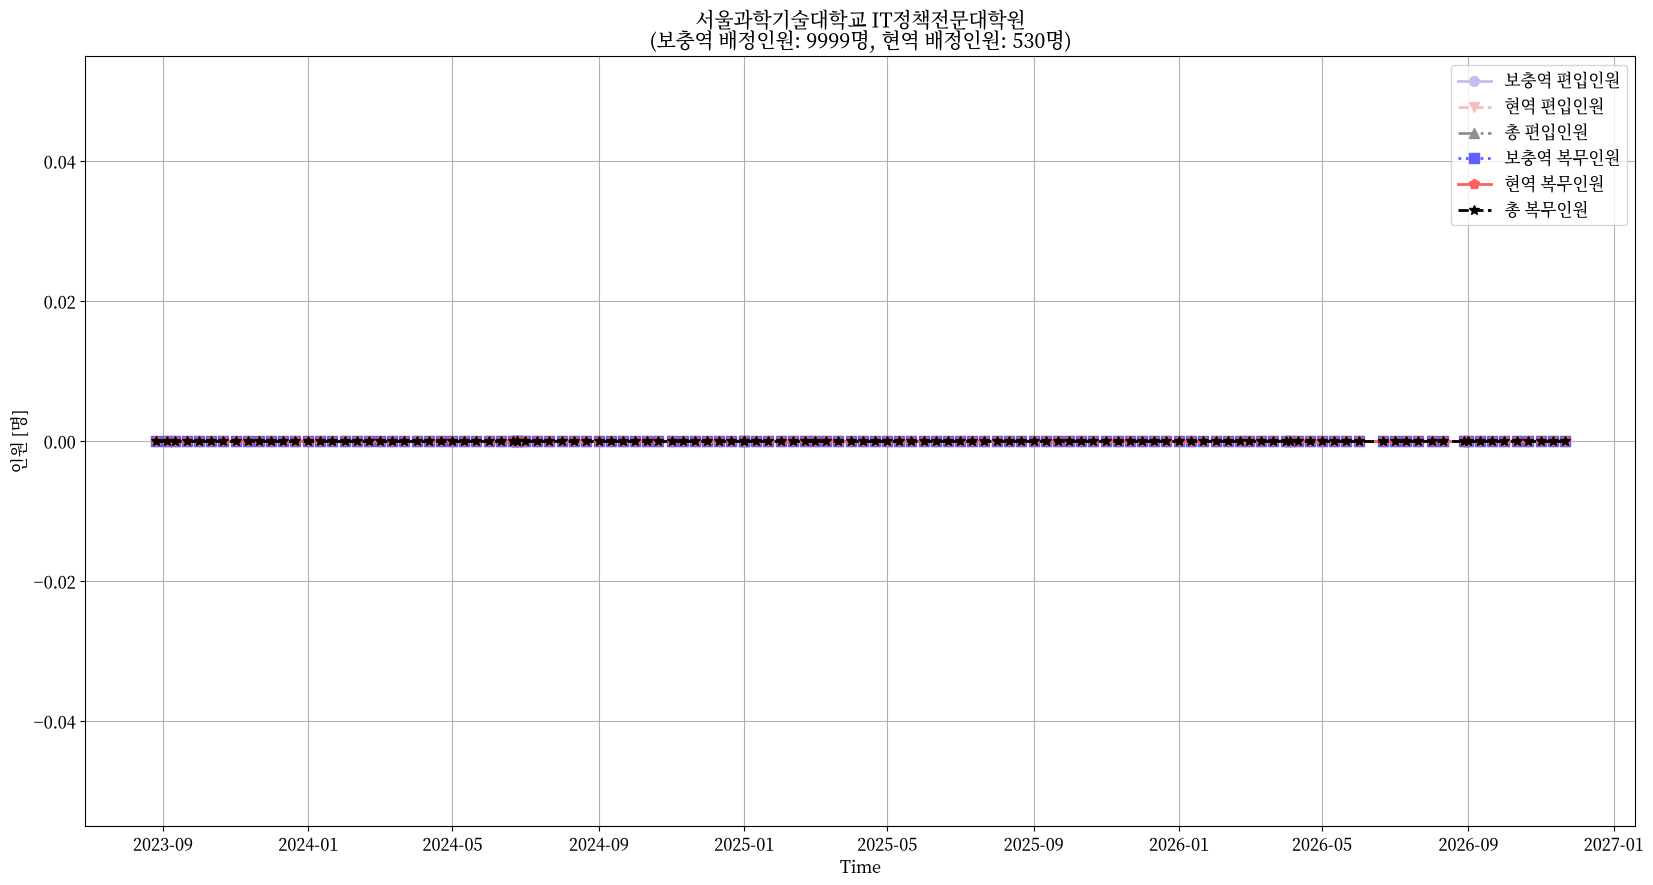 서울과학기술대학교 IT정책전문대학원
(보충역 배정인원: 9999명, 현역 배정인원: 530명)
보충역 편입인원
현역 편입인원
총 편입인원
보충역 복무인원
현역 복무인원
총 복무인원
인원 [명]
0.04
0.02
0.00
−0.02
−0.04
2023-09
2024-01
2024-05
2024-09
2025-01
2025-05
2025-09
2026-01
2026-05
2026-09
2027-01
Time